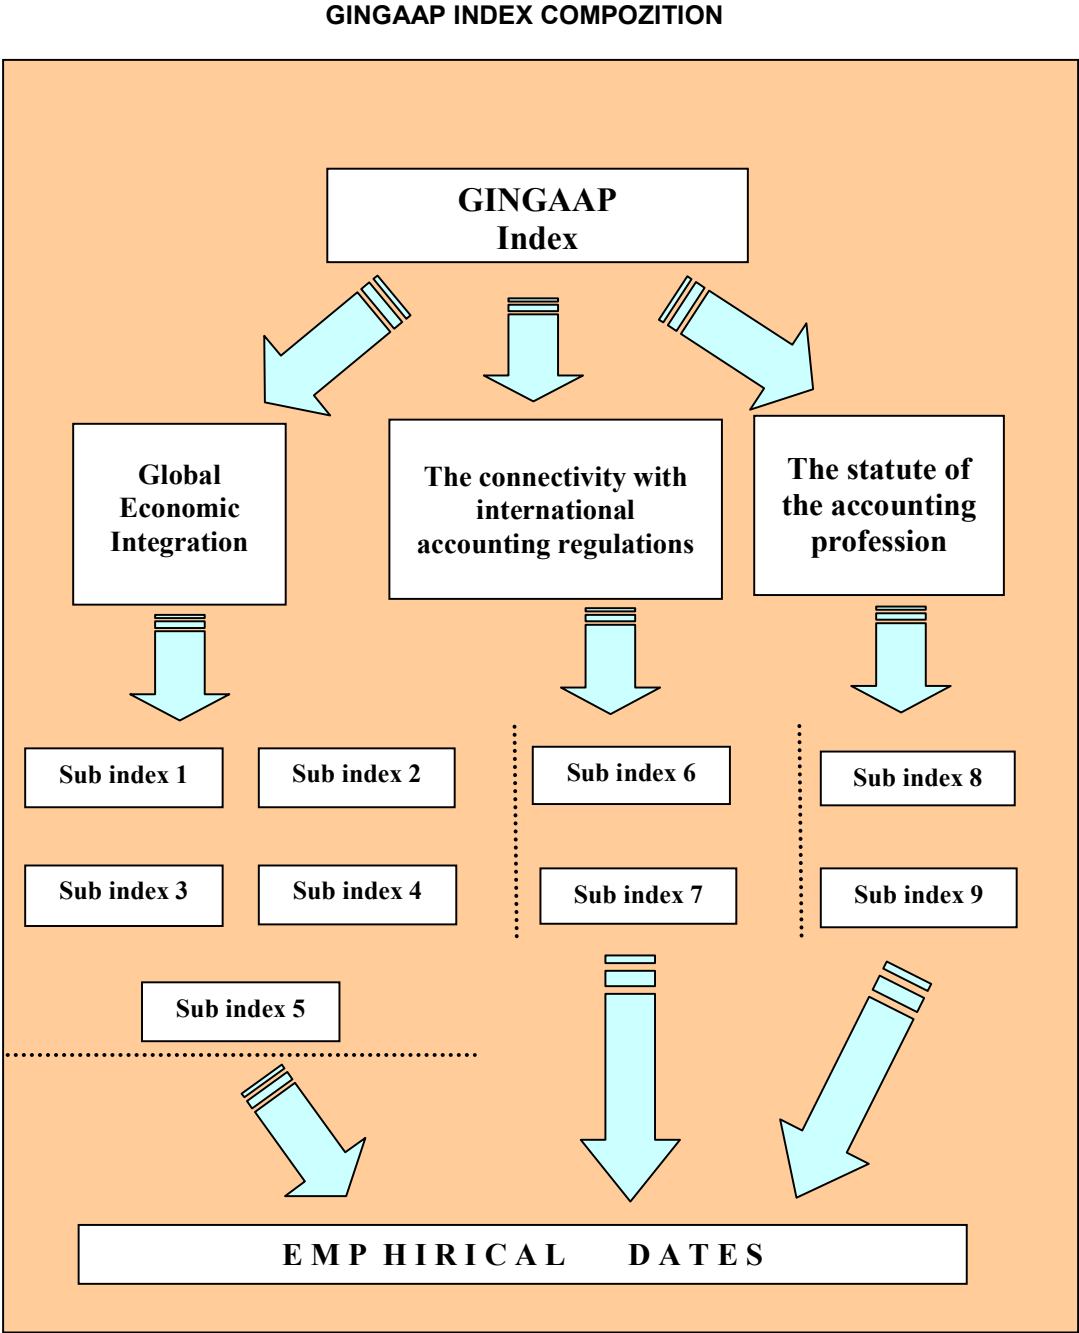 GINGAAP INDEX COMPOZITION
GINGAAP
Index
Global
Economic
Integration
The connectivity with
international
accounting regulations
The statute of
the accounting
profession
Sub index 1
Sub index 2
Sub index 6
Sub index 8
Sub index 3
Sub index 4
Sub index 7
Sub index 9
Sub index 5
E M P H I R I C A L D A T E S